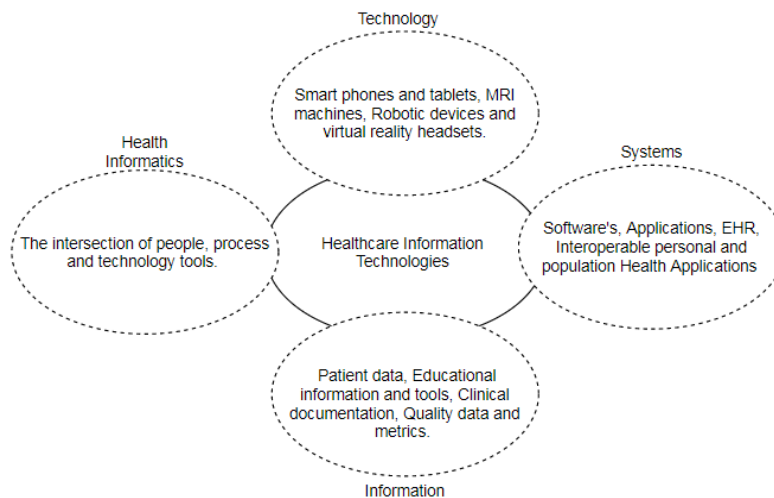 Technology
Smart phones and tablets, MRI
machines, Robotic devices and
virtual reality headsets.
Health
Informatics
The intersection of people, process
and technology tools.
Healthcare Information
Technologies
Systems
Software's, Applications, EHR,
Interoperable personal and
population Health Applications
Patient data, Educational
information and tools, Clinical
documentation, Quality data and
metrics.
Information